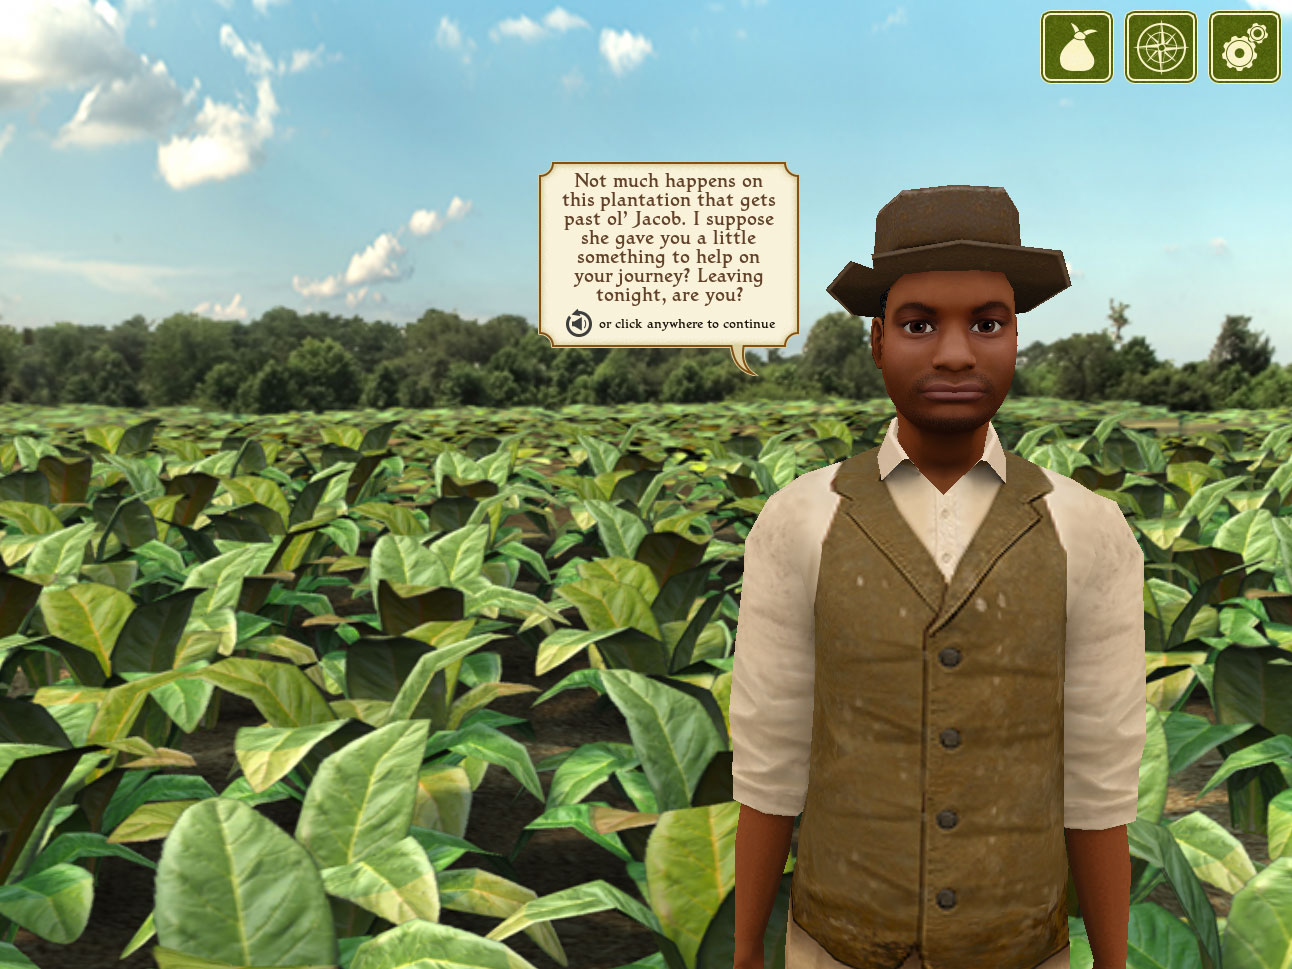 Not much happens on
this plantation that gets
past ol’ Jacob. I suppose
she gave you a little
something to help on
your journey? Leaving
tonight, are you?
or click anywhere to continue